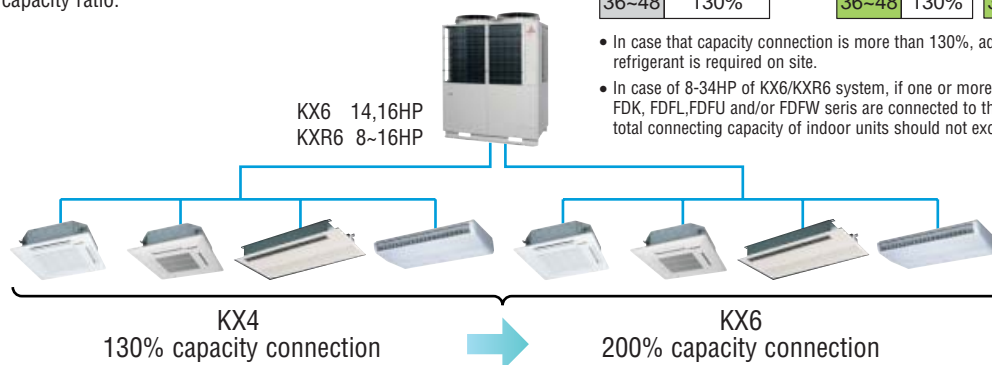 capacity ratio.
36~48 130%
36~48 130%
• In case that capacity connection is more than 130%,
refrigerant is required on site.
• In case of 8-34HP of KX6/KXR6 system, if one or more
FDK, FDFL,FDFU and/or FDFW seris are connected to
total connecting capacity of indoor units should not
KX6 14,16HP
KXR6 8~16HP
KX4
130% capacity connection
KX6
200% capacity connection